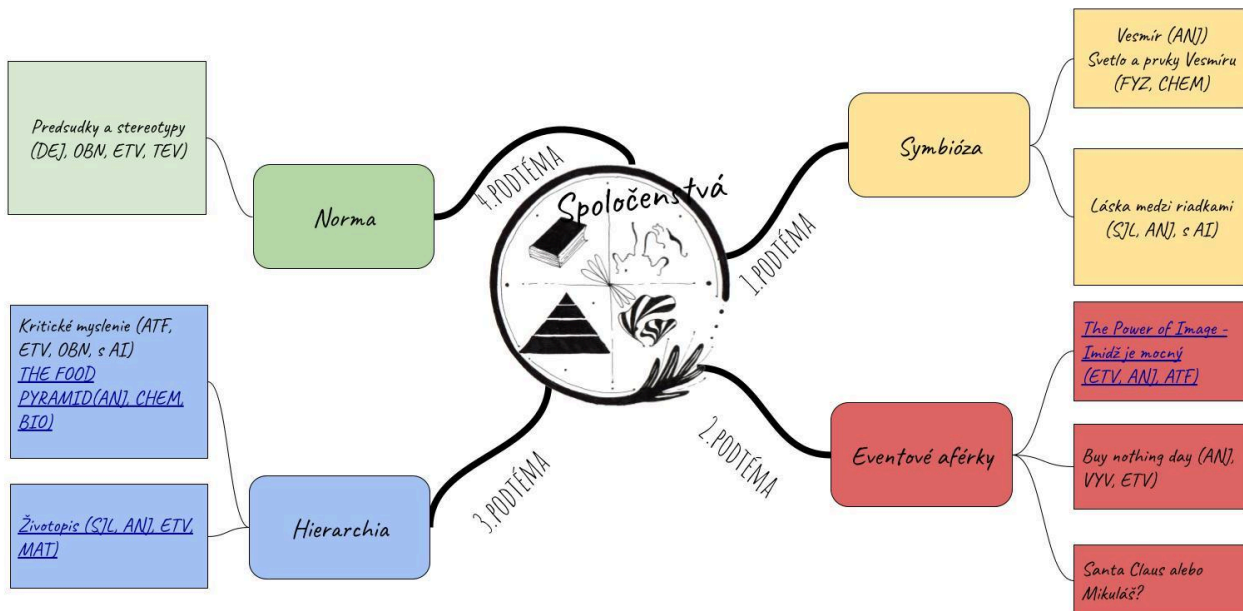 Spoločenstvá
1.PODTÉMA
Symbióza
Vesmír (ANJ))
Svetlo a prvky Vesmíru
(FYZ, CHEM)
Láska medzi riadkami
(SJL, ANJ, s AI)
2.PODTÉMA
Eventové aférky
The Power of Image -
Imidž je mocný
(ETV, ANJ, ATF)
Buy nothing day (ANJ,
VYV, ETV)
Santa Claus alebo
Mikuláš?
3.PODTÉMA
Hierarchia
Kritické myslenie (ATF,
ETV, OBN, s AI)
THE FOOD
PYRAMID(ANJ, CHEM,
BIO)
Životopis (SJL, ANJ, ETV,
MAT)
4.PODTÉMA
Norma
Predsudky a stereotypy
(DEJ, OBN, ETV, TEV)